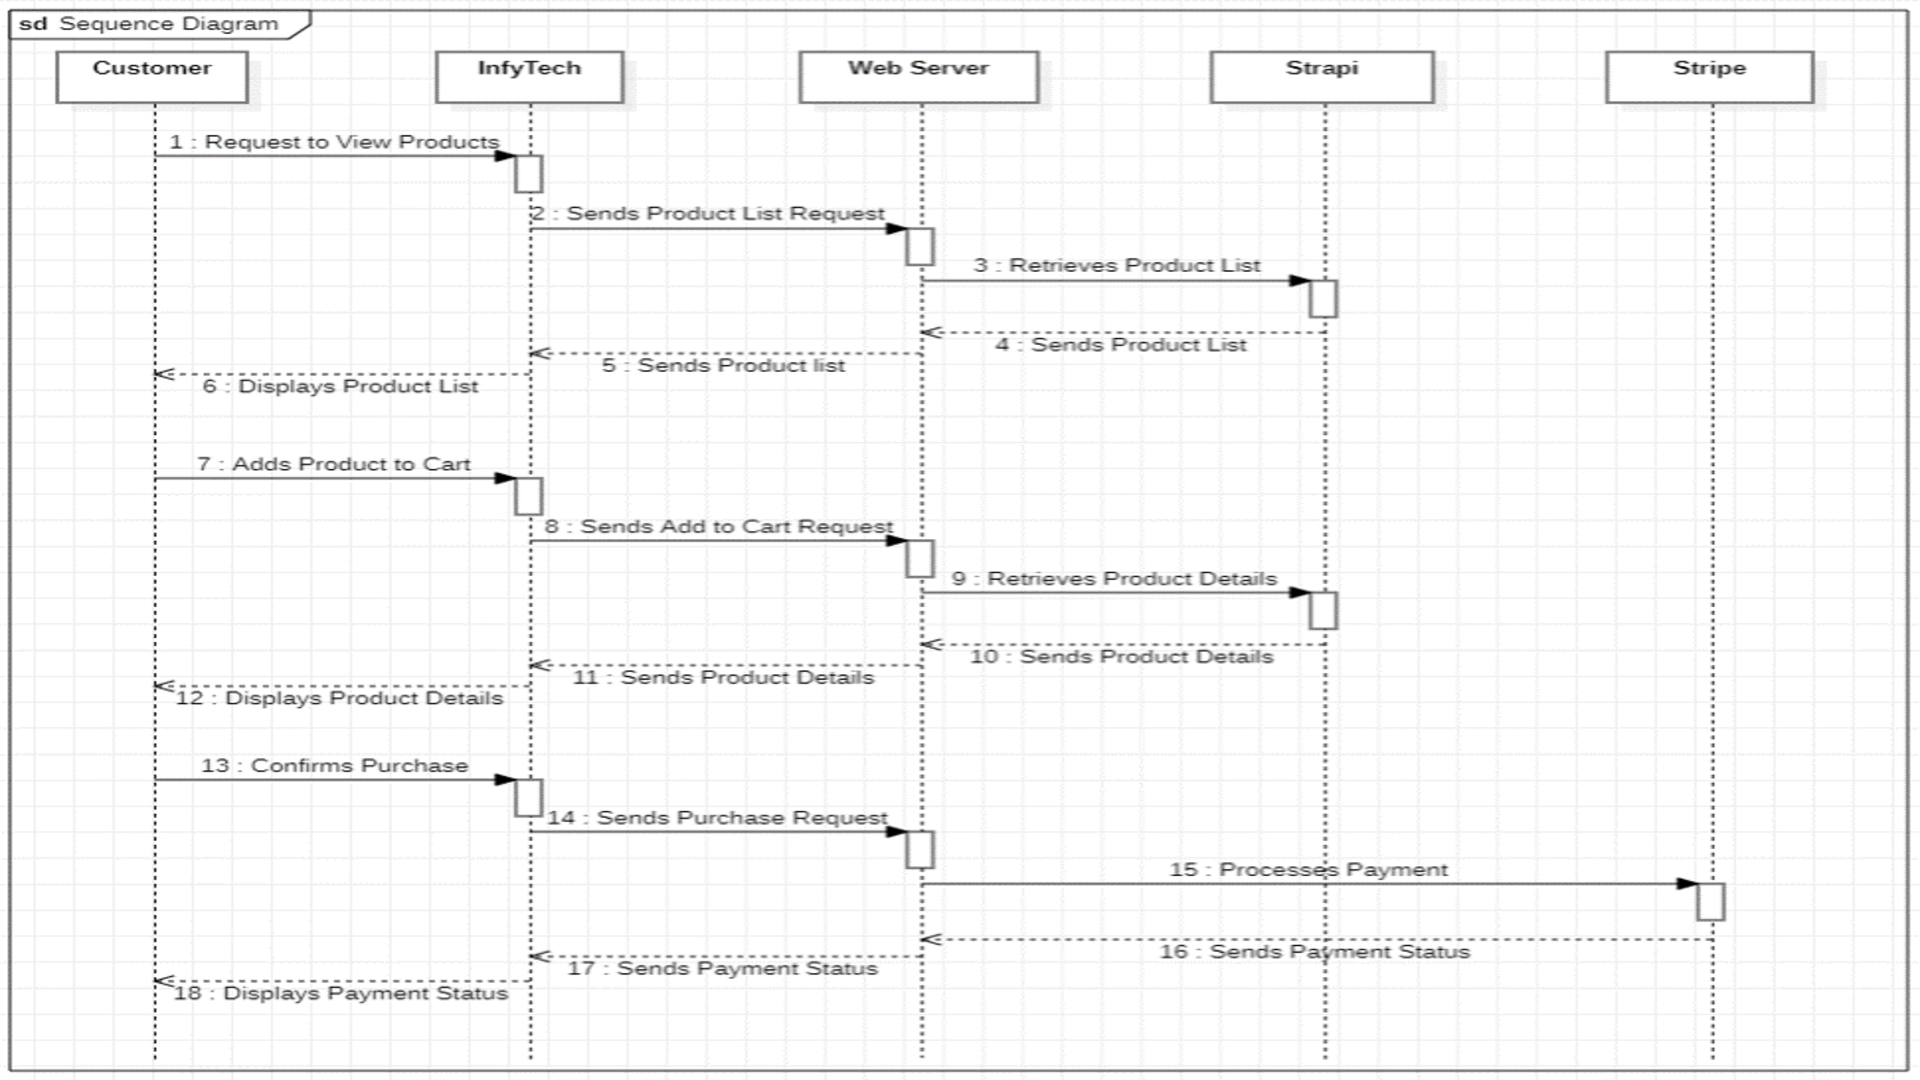 sd Sequence Diagram
Customer
InfyTech
Web Server
Strapi
Stripe
1 : Request to View Products
2 : Sends Product List Request
3 : Retrieves Product List
4 : Sends Product List
5 : Sends Product list
6 : Displays Product List
7 : Adds Product to Cart
8 : Sends Add to Cart Request
9 : Retrieves Product Details
10 : Sends Product Details
11 : Sends Product Details
12 : Displays Product Details
13 : Confirms Purchase
14 : Sends Purchase Request
15 : Processes Payment
16 : Sends Payment Status
17 : Sends Payment Status
18 : Displays Payment Status